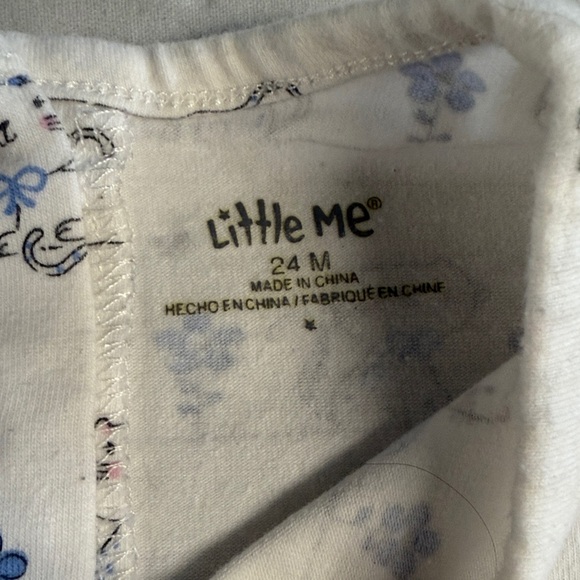 Little Me®
24 M
MADE IN CHINA
HECHO EN CHINA / FABRIQUÉ EN CHINE